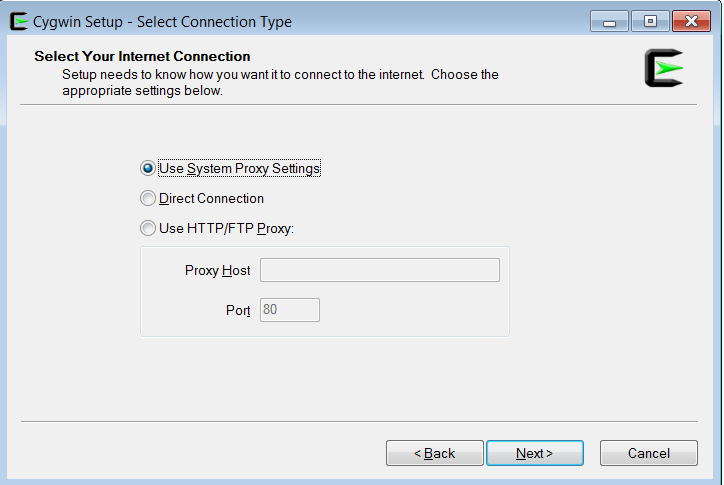 Cygwin Setup - Select Connection Type
Select Your Internet Connection
Setup needs to know how you want it to connect to the internet. Choose the
appropriate settings below.
Use System Proxy Settings
Direct Connection
Use HTTP/FTP Proxy:
Proxy Host
Port 80
< Back Next > Cancel